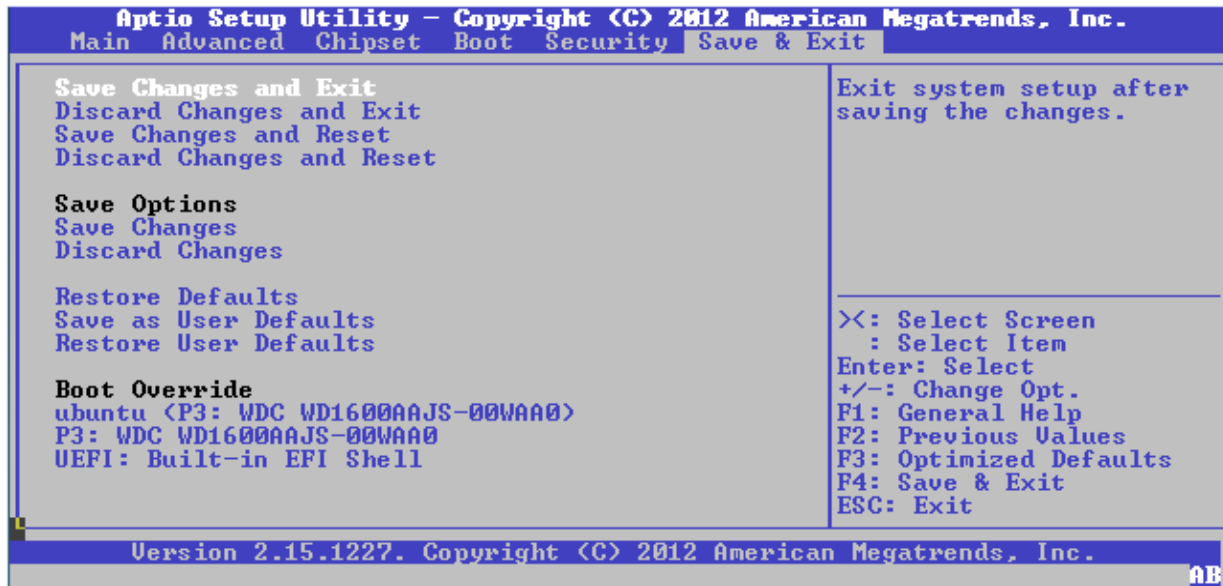 Aptio Setup Utility – Copyright (C) 2012 American Megatrends, Inc.
Main Advanced Chipset Boot Security Save & Exit
Save Changes and Exit
Discard Changes and Exit
Save Changes and Reset
Discard Changes and Reset
Save Options
Save Changes
Discard Changes
Restore Defaults
Save as User Defaults
Restore User Defaults
Boot Override
ubuntu (P3: WDC WD1600AAJS-00WAA0)
P3: WDC WD1600AAJS-00WAA0
UEFI: Built-in EFI Shell
Exit system setup after
saving the changes.
><: Select Screen
: Select Item
Enter: Select
+/-: Change Opt.
F1: General Help
F2: Previous Values
F3: Optimized Defaults
F4: Save & Exit
ESC: Exit
Version 2.15.1227. Copyright (C) 2012 American Megatrends, Inc.
AB